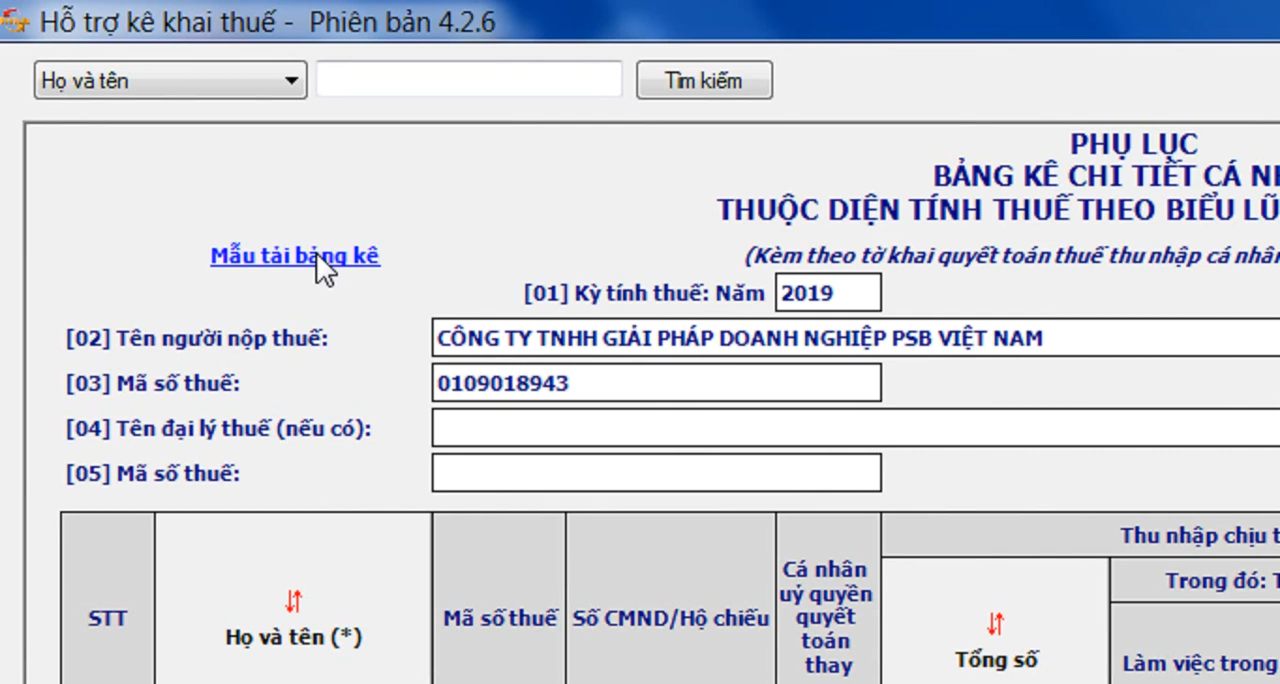 Hỗ trợ kê khai thuế - Phiên bản 4.2.6
Họ và tên
Tìm kiếm
PHỤ LỤC
BẢNG KÊ CHI TIẾT CÁ
THUỘC DIỆN TÍNH THUẾ THEO BIỂU
Mẫu tải bảng kê
(Kèm theo tờ khai quyết toán thuế thu nhập cá
[01] Kỳ tính thuế: Năm 2019
[02] Tên người nộp thuế: CÔNG TY TNHH GIẢI PHÁP DOANH NGHIỆP PSB VIỆT NAM
[03] Mã số thuế: 0109018943
[04] Tên đại lý thuế (nếu có):
[05] Mã số thuế:
STT
Họ và tên (*)
Mã số thuế
Số CMND/Hộ chiếu
Cá nhân
uỷ quyền
quyết
toán
thay
Thu nhập chịu
Trong đó:
Tổng số
Làm việc trong